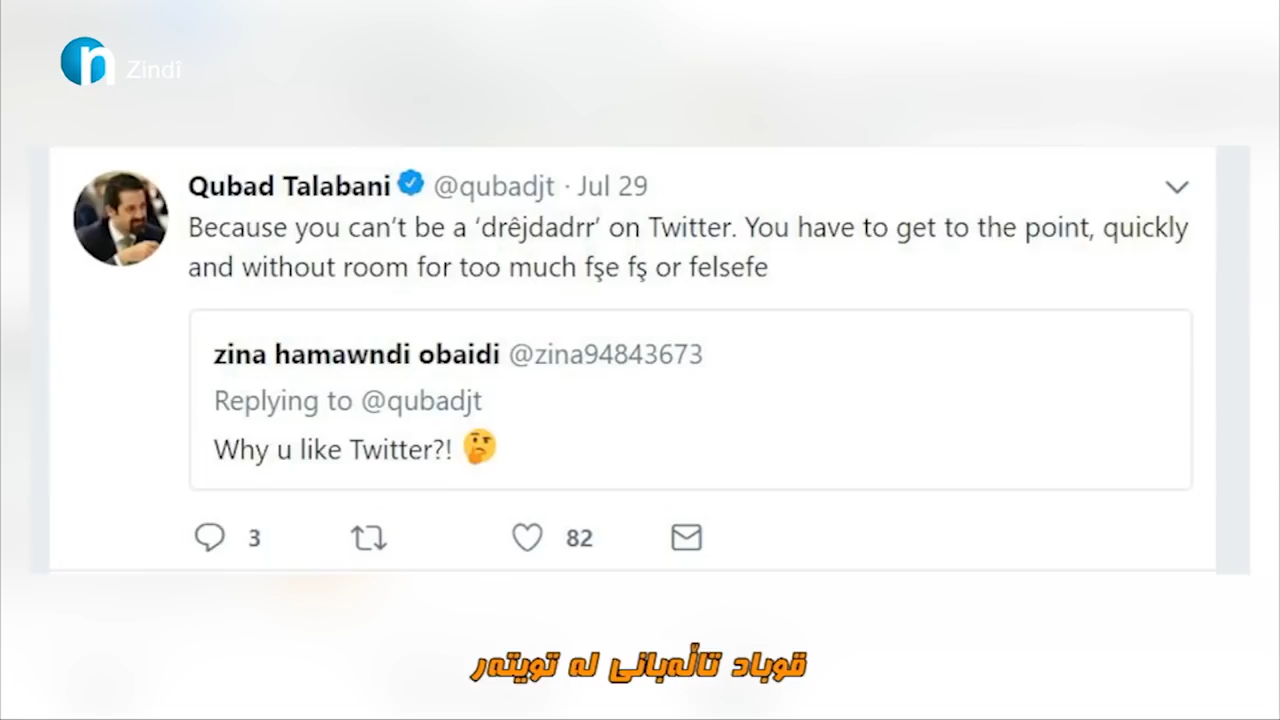 n Zindî
Qubad Talabani @qubadjt · Jul 29
Because you can’t be a ‘drêjdadrr’ on Twitter. You have to get to the point, quickly
and without room for too much fşe fş or felsefe
zina hamawndi obaidi @zina94843673
Replying to @qubadjt
Why u like Twitter?! 🤔
3 82
قوباد تاڵەبانی لە تویتەر